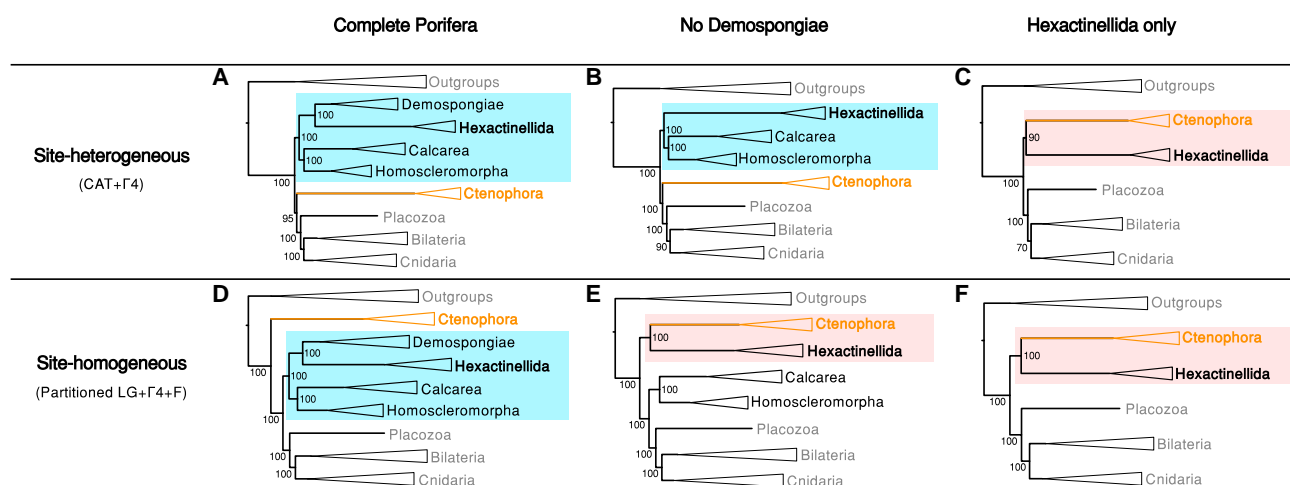 Complete Porifera
No Demospongiae
Hexactinellida only
Site-heterogeneous
(CAT+Γ4)
A
Outgroups
Demospongiae
100
Hexactinellida
100
Calcarea
100
Homoscleromorpha
100
Ctenophora
95
Placozoa
100
Bilateria
100
Cnidaria
B
Outgroups
Hexactinellida
100
Calcarea
100
Homoscleromorpha
100
Ctenophora
100
Placozoa
100
Bilateria
90
Cnidaria
C
Outgroups
Ctenophora
90
Hexactinellida
100
Placozoa
100
Bilateria
70
Cnidaria
Site-homogeneous
(Partitioned LG+Γ4+F)
D
Outgroups
Ctenophora
Demospongiae
100
Hexactinellida
100
Calcarea
100
Homoscleromorpha
100
Placozoa
100
Bilateria
100
Cnidaria
E
Outgroups
Ctenophora
100
Hexactinellida
Calcarea
100
Homoscleromorpha
100
100
Placozoa
100
Bilateria
100
Cnidaria
F
Outgroups
Ctenophora
100
Hexactinellida
100
Placozoa
100
Bilateria
100
Cnidaria